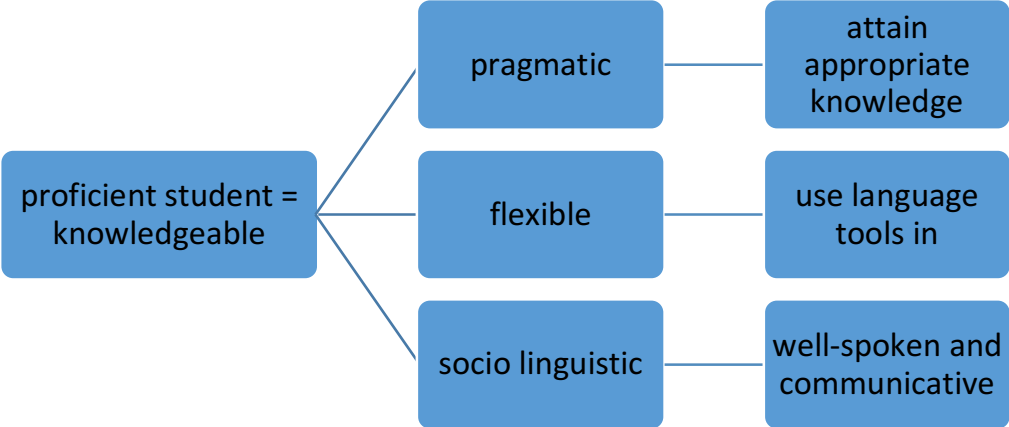 proficient student =
knowledgeable
pragmatic
attain
appropriate
knowledge
flexible
use language
tools in
socio linguistic
well-spoken and
communicative